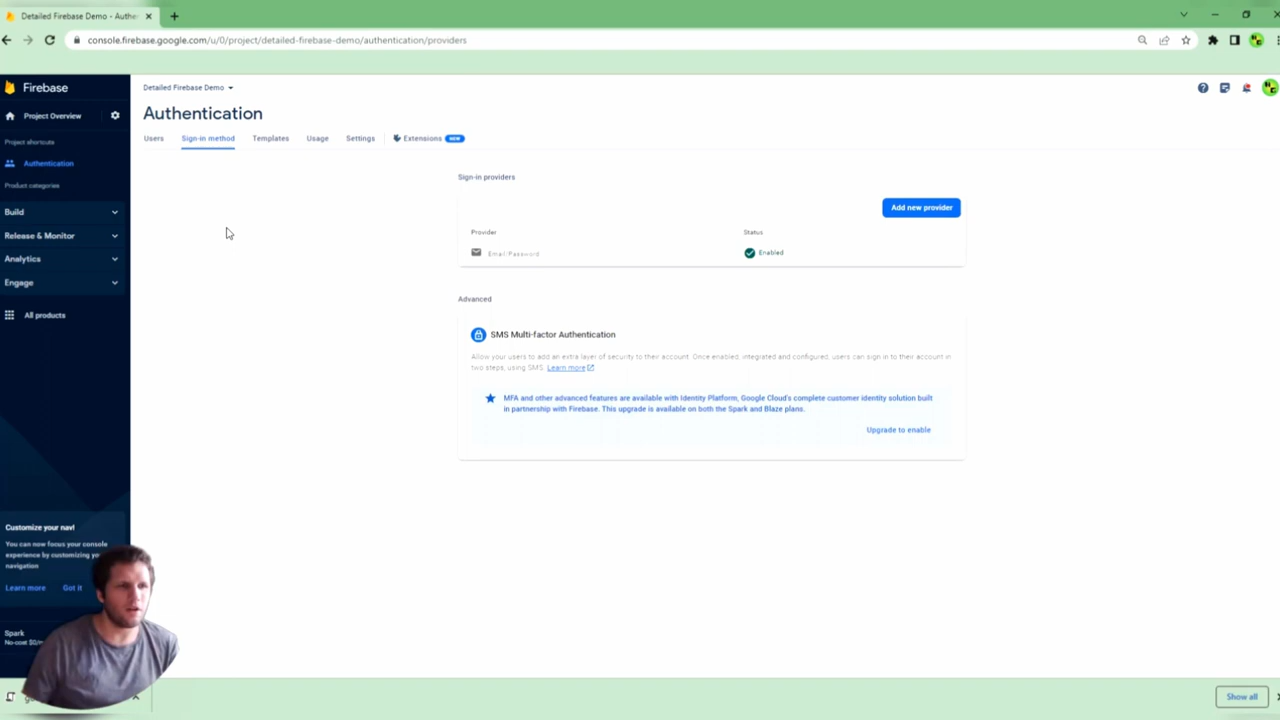 Detailed Firebase Demo - Authe
console.firebase.google.com/u/0/project/detailed-firebase-demo/authentication/providers
Firebase
Project Overview
Project shortcuts
Authentication
Product categories
Build
Release & Monitor
Analytics
Engage
All products
Customize your nav!
You can now focus your console
experience by customizing
navigation
Learn more Got it
Spark
No-cost
Detailed Firebase Demo
Authentication
Users Sign-in method Templates Usage Settings Extensions NEW
Sign-in providers
Add new provider
Provider Status
Email/Password Enabled
Advanced
SMS Multi-factor Authentication
Allow your users to add an extra layer of security to their account. Once enabled, integrated and configured, users can sign in to their account in
two steps, using SMS. Learn more
MFA and other advanced features are available with Identity Platform, Google Cloud's complete customer identity solution built
in partnership with Firebase. This upgrade is available on both the Spark and Blaze plans.
Upgrade to enable
Show all